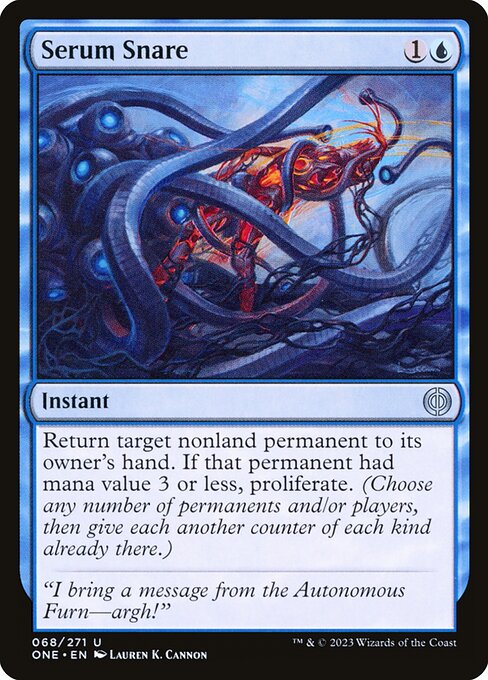 Serum Snare 1
Instant
Return target nonland permanent to its
owner's hand. If that permanent had
mana value 3 or less, proliferate. (Choose
any number of permanents and/or players,
then give each another counter of each kind
already there.)
"I bring a message from the Autonomous
Furn—argh!"
068/271 U
ONE • EN LAUREN K. CANNON
™ & © 2023 Wizards of the Coast